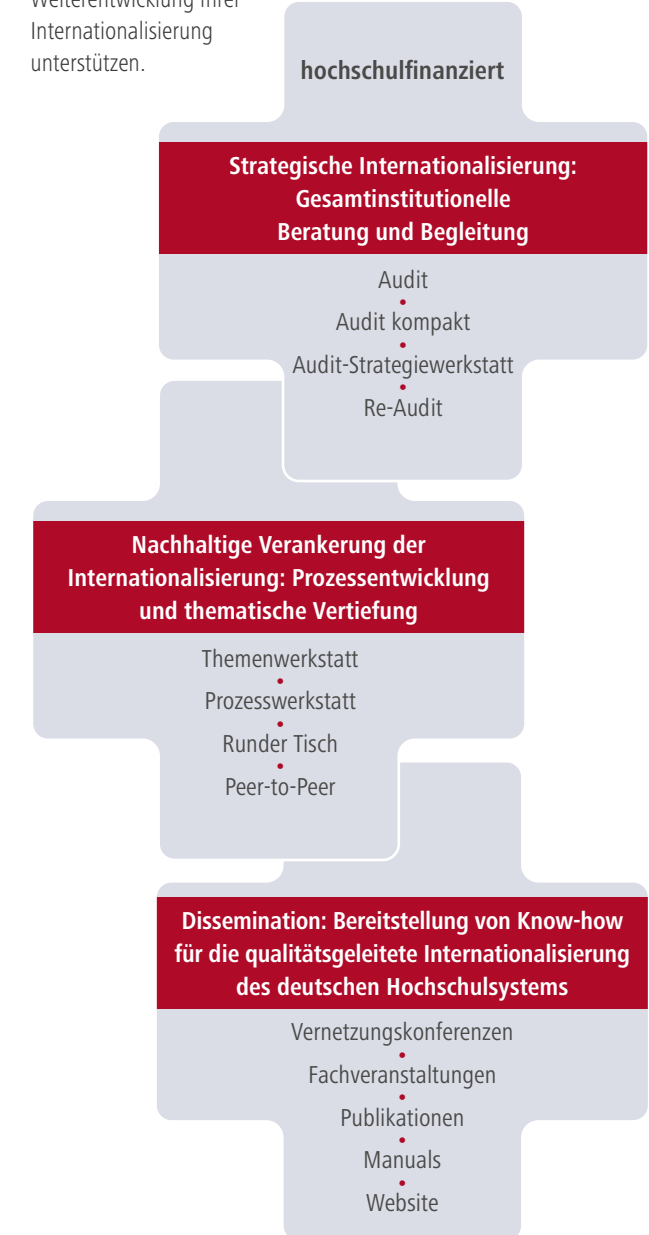 Weiterentwicklung ihrer
Internationalisierung
unterstützen.
hochschulfinanziert
Strategische Internationalisierung:
Gesamtinstitutionelle
Beratung und Begleitung
Audit
•
Audit kompakt
•
Audit-Strategiewerkstatt
•
Re-Audit
Nachhaltige Verankerung der
Internationalisierung: Prozessentwicklung
und thematische Vertiefung
Themenwerkstatt
•
Prozesswerkstatt
•
Runder Tisch
•
Peer-to-Peer
Dissemination: Bereitstellung von Know-how
für die qualitätsgeleitete Internationalisierung
des deutschen Hochschulsystems
Vernetzungskonferenzen
•
Fachveranstaltungen
•
Publikationen
•
Manuals
•
Website